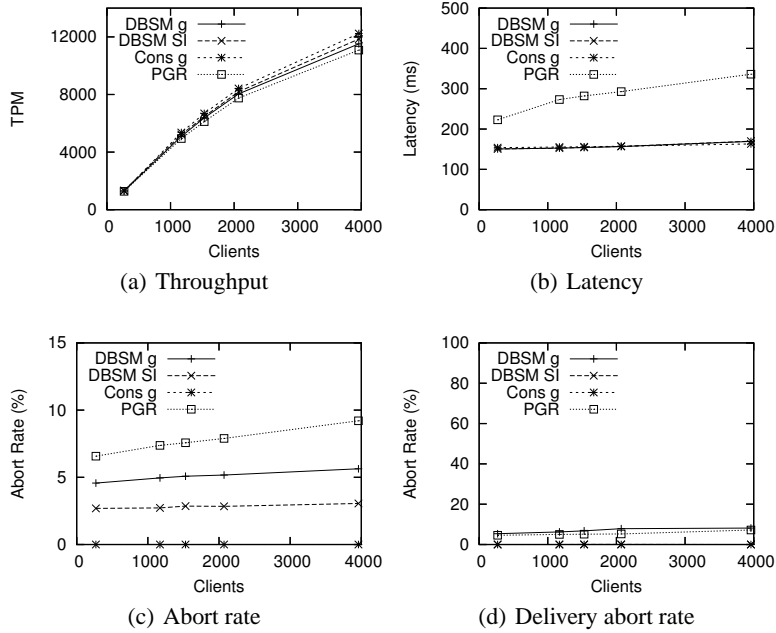 DBSM g
DBSM SI
Cons g
PGR
TPM
12000
8000
4000
0
0 1000 2000 3000 4000
Clients
(a) Throughput
DBSM g
DBSM SI
Cons g
PGR
Latency (ms)
500
400
300
200
100
0
0 1000 2000 3000 4000
Clients
(b) Latency
DBSM g
DBSM SI
Cons g
PGR
Abort Rate (%)
15
10
5
0
0 1000 2000 3000 4000
Clients
(c) Abort rate
DBSM g
DBSM SI
Cons g
PGR
Abort Rate (%)
100
80
60
40
20
0
0 1000 2000 3000 4000
Clients
(d) Delivery abort rate